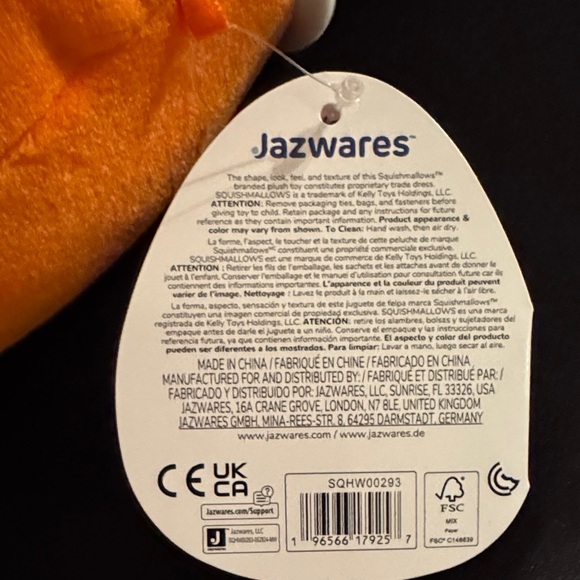 Jazwares™
The shape, look, feel, and texture of this Squishmallows™
branded plush toy constitutes proprietary trade dress.
SQUISHMALLOWS is a trademark of Kelly Toys Holdings, LLC.
ATTENTION: Remove packaging ties, bags, and fasteners before
giving toy to child. Retain package and any instructions for future
reference as they contain important information. Product appearance &
color may vary from shown. To Clean: Hand wash, then air dry.
La forme, l'aspect, le toucher et la texture de cette peluche de marque
Squishmallowsᴹᶜ constituent une propriété commerciale exclusive.
SQUISHMALLOWS est une marque de commerce de Kelly Toys Holdings, LLC.
ATTENTION : Retirer les fils de l'emballage, les sachets et les attaches avant de donner le
jouet à l'enfant. Conserver l'emballage et le manuel d'utilisation pour consultation future car ils
contiennent des informations importantes. L'apparence et la couleur du produit peuvent
varier de l'image. Nettoyage : Lavez le produit à la main et laissez-le sécher à l'air libre.
La forma, aspecto, sensación y textura de este juguete de felpa marca Squishmallows™
constituyen una imagen comercial de propiedad exclusiva. SQUISHMALLOWS es una marca
registrada de Kelly Toys Holdings, LLC. ATENCIÓN: retire los alambres, bolsas y sujetadores del
empaque antes de darle el juguete a un niño. Conserve el empaque y las instrucciones para
referencia futura, ya que contienen información importante. El aspecto y color del producto
pueden ser diferentes a los mostrados. Para limpiar: Lavar a mano, luego secar al aire.
MADE IN CHINA / FABRIQUÉ EN CHINE / FABRICADO EN CHINA
MANUFACTURED FOR AND DISTRIBUTED BY: / FABRIQUÉ ET DISTRIBUÉ PAR: /
FABRICADO Y DISTRIBUIDO POR: JAZWARES, LLC, SUNRISE, FL 33326, USA
JAZWARES, 16A CRANE GROVE, LONDON, N7 8LE, UNITED KINGDOM
JAZWARES GMBH, MINA-REES-STR. 8, 64295 DARMSTADT, GERMANY
www.jazwares.com / www.jazwares.de
CE UK
CA
Jazwares.com/Support
Jazwares, LLC
SQHW00293
1 96566 17925 7
FSC
MIX
Paper
FSC® C148639